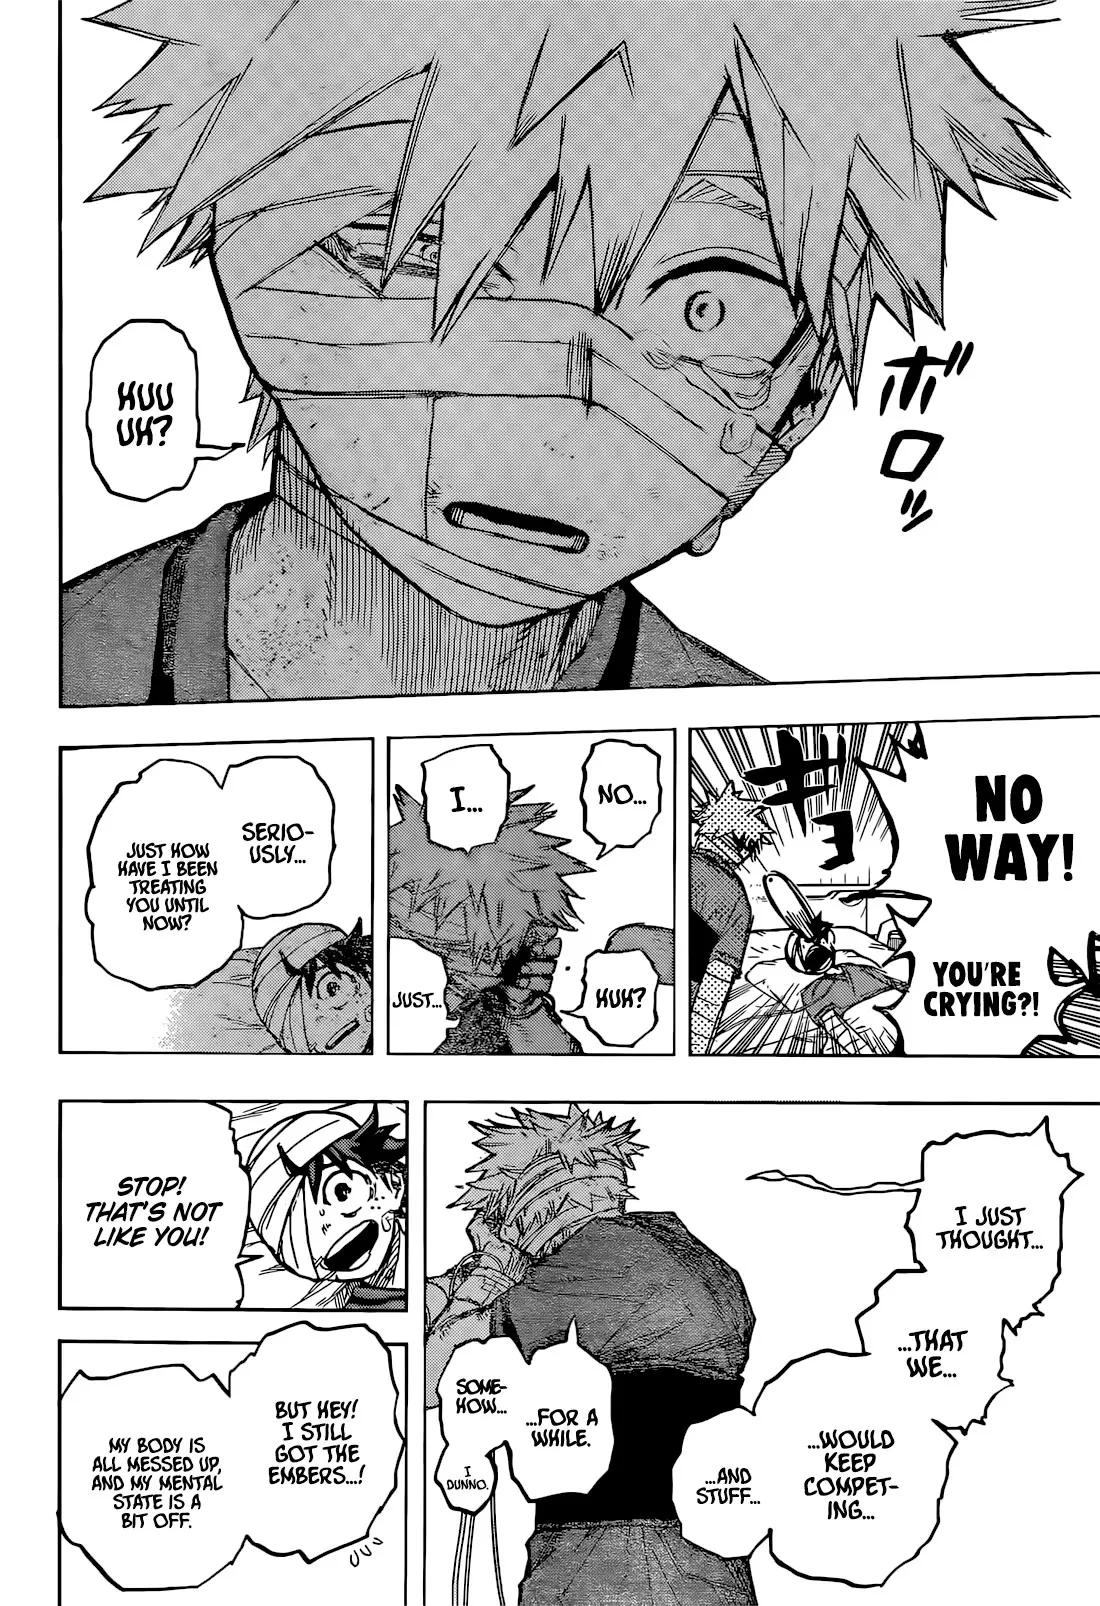 HUU
UH?
ボロッ
NO
WAY!
YOU'RE
CRYING?!
ギョ
NO...
HUH?
I...
JUST...
SERIO-
USLY...
JUST HOW
HAVE I BEEN
TREATING
YOU UNTIL
NOW?
I JUST
THOUGHT...
...THAT
WE...
...WOULD
KEEP
COMPET-
ING...
...AND
STUFF...
...FOR A
WHILE.
SOME-
HOW...
I
DUNNO.
STOP!
THAT'S NOT
LIKE YOU!
BUT HEY!
I STILL
GOT THE
EMBERS...!
MY BODY IS
ALL MESSED UP,
AND MY MENTAL
STATE IS A
BIT OFF.